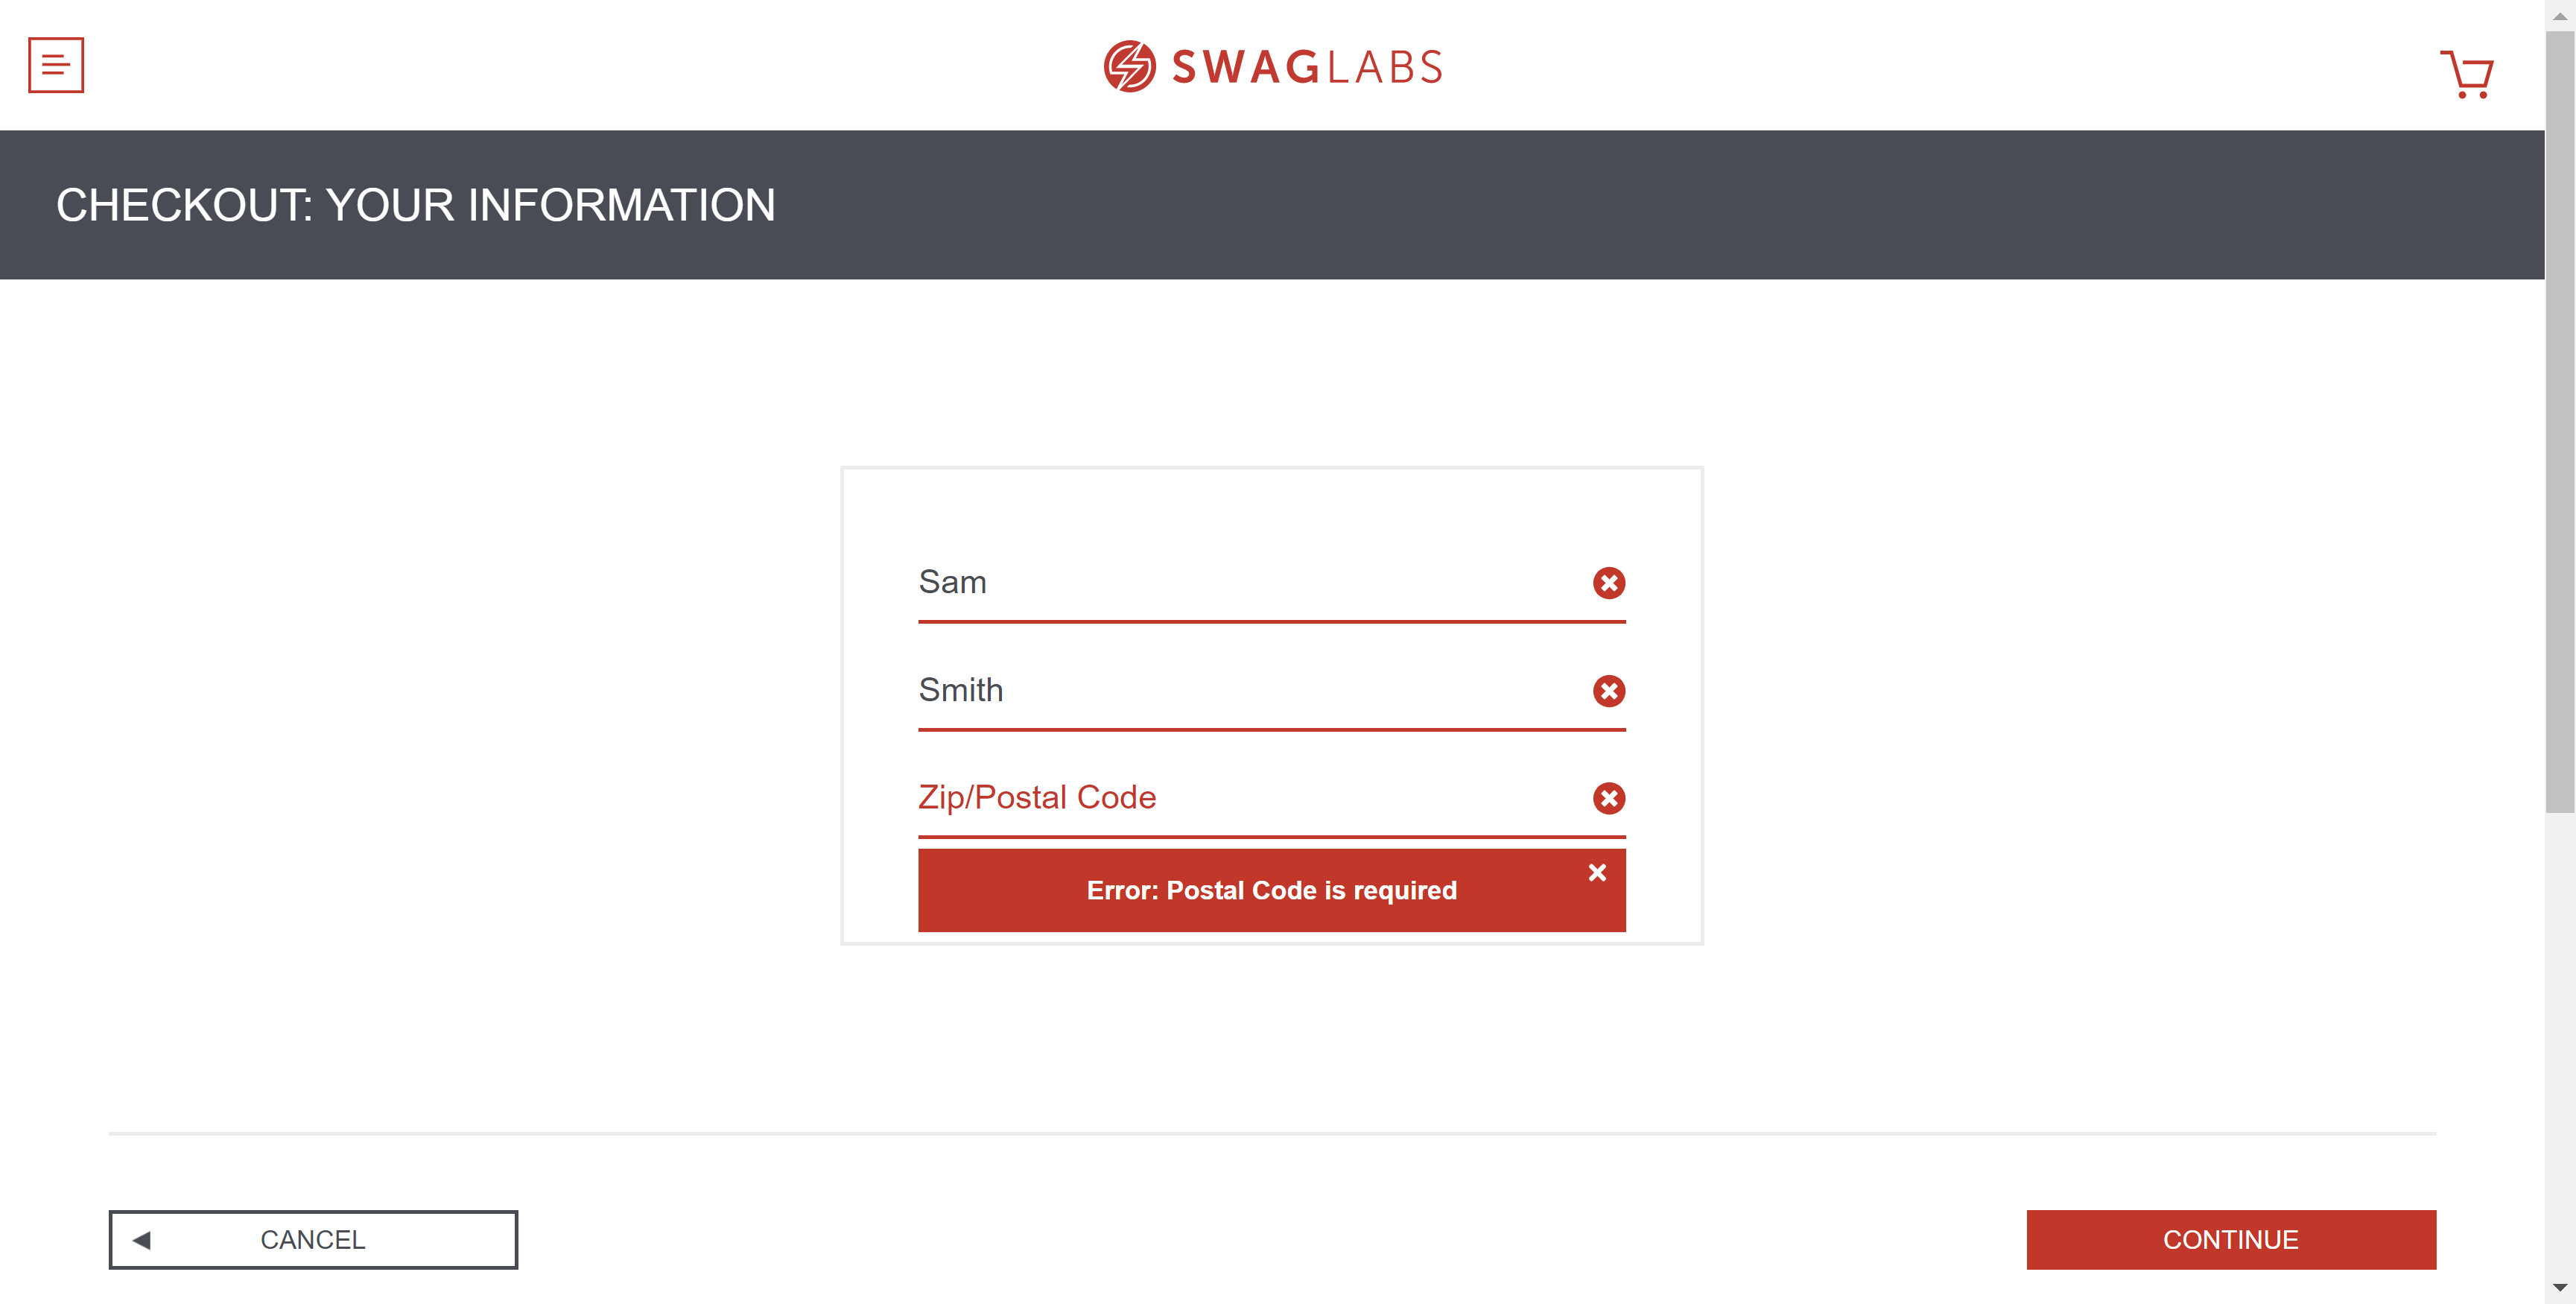 SWAGLABS
CHECKOUT: YOUR INFORMATION
Sam
Smith
Zip/Postal Code
Error: Postal Code is required
CANCEL
CONTINUE